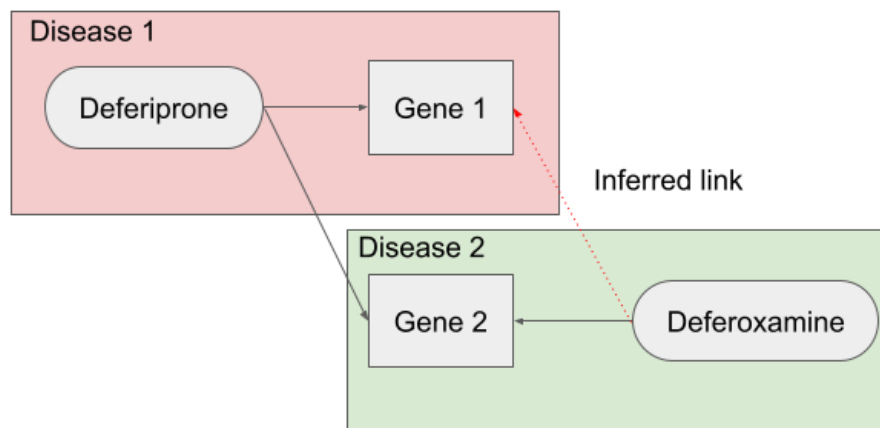 Disease 1
Deferiprone
Gene 1
Inferred link
Disease 2
Gene 2
Deferoxamine